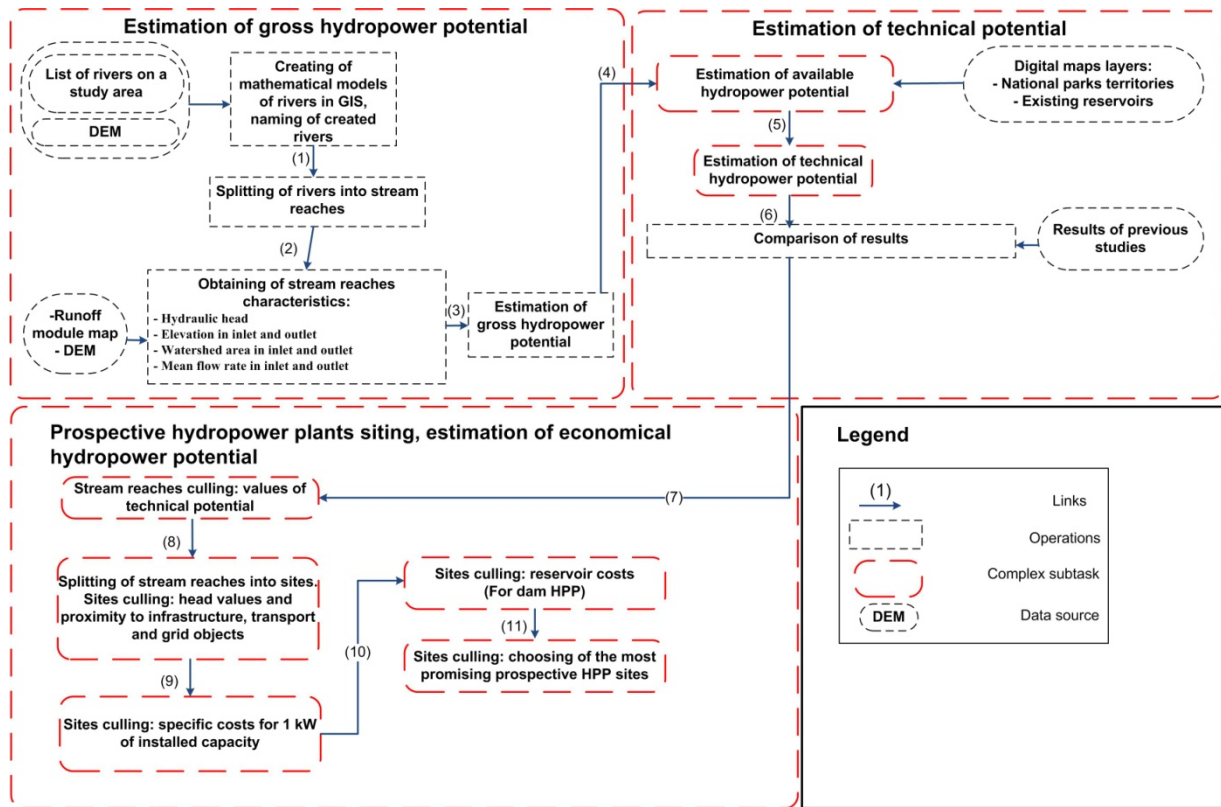 Estimation of gross hydropower potential
List of rivers on a
study area
DEM
Creating of
mathematical models
of rivers in GIS,
naming of created
rivers
(1)
Splitting of rivers into stream
reaches
(2)
Obtaining of stream reaches
characteristics:
- Hydraulic head
- Elevation in inlet and outlet
- Watershed area in inlet and outlet
- Mean flow rate in inlet and outlet
-Runoff
module map
- DEM
(3)
Estimation of
gross hydropower
potential
(4)
Estimation of technical potential
Estimation of available
hydropower potential
Digital maps layers:
- National parks territories
- Existing reservoirs
(5)
Estimation of technical
hydropower potential
(6)
Comparison of results
Results of previous
studies
Prospective hydropower plants siting, estimation of economical
hydropower potential
Stream reaches culling: values of
technical potential
(7)
(8)
Splitting of stream reaches into sites.
Sites culling: head values and
proximity to infrastructure, transport
and grid objects
(9)
Sites culling: specific costs for 1 kW
of installed capacity
(10)
Sites culling: reservoir costs
(For dam HPP)
(11)
Sites culling: choosing of the most
promising prospective HPP sites
Legend
(1)
Links
Operations
Complex subtask
DEM
Data source